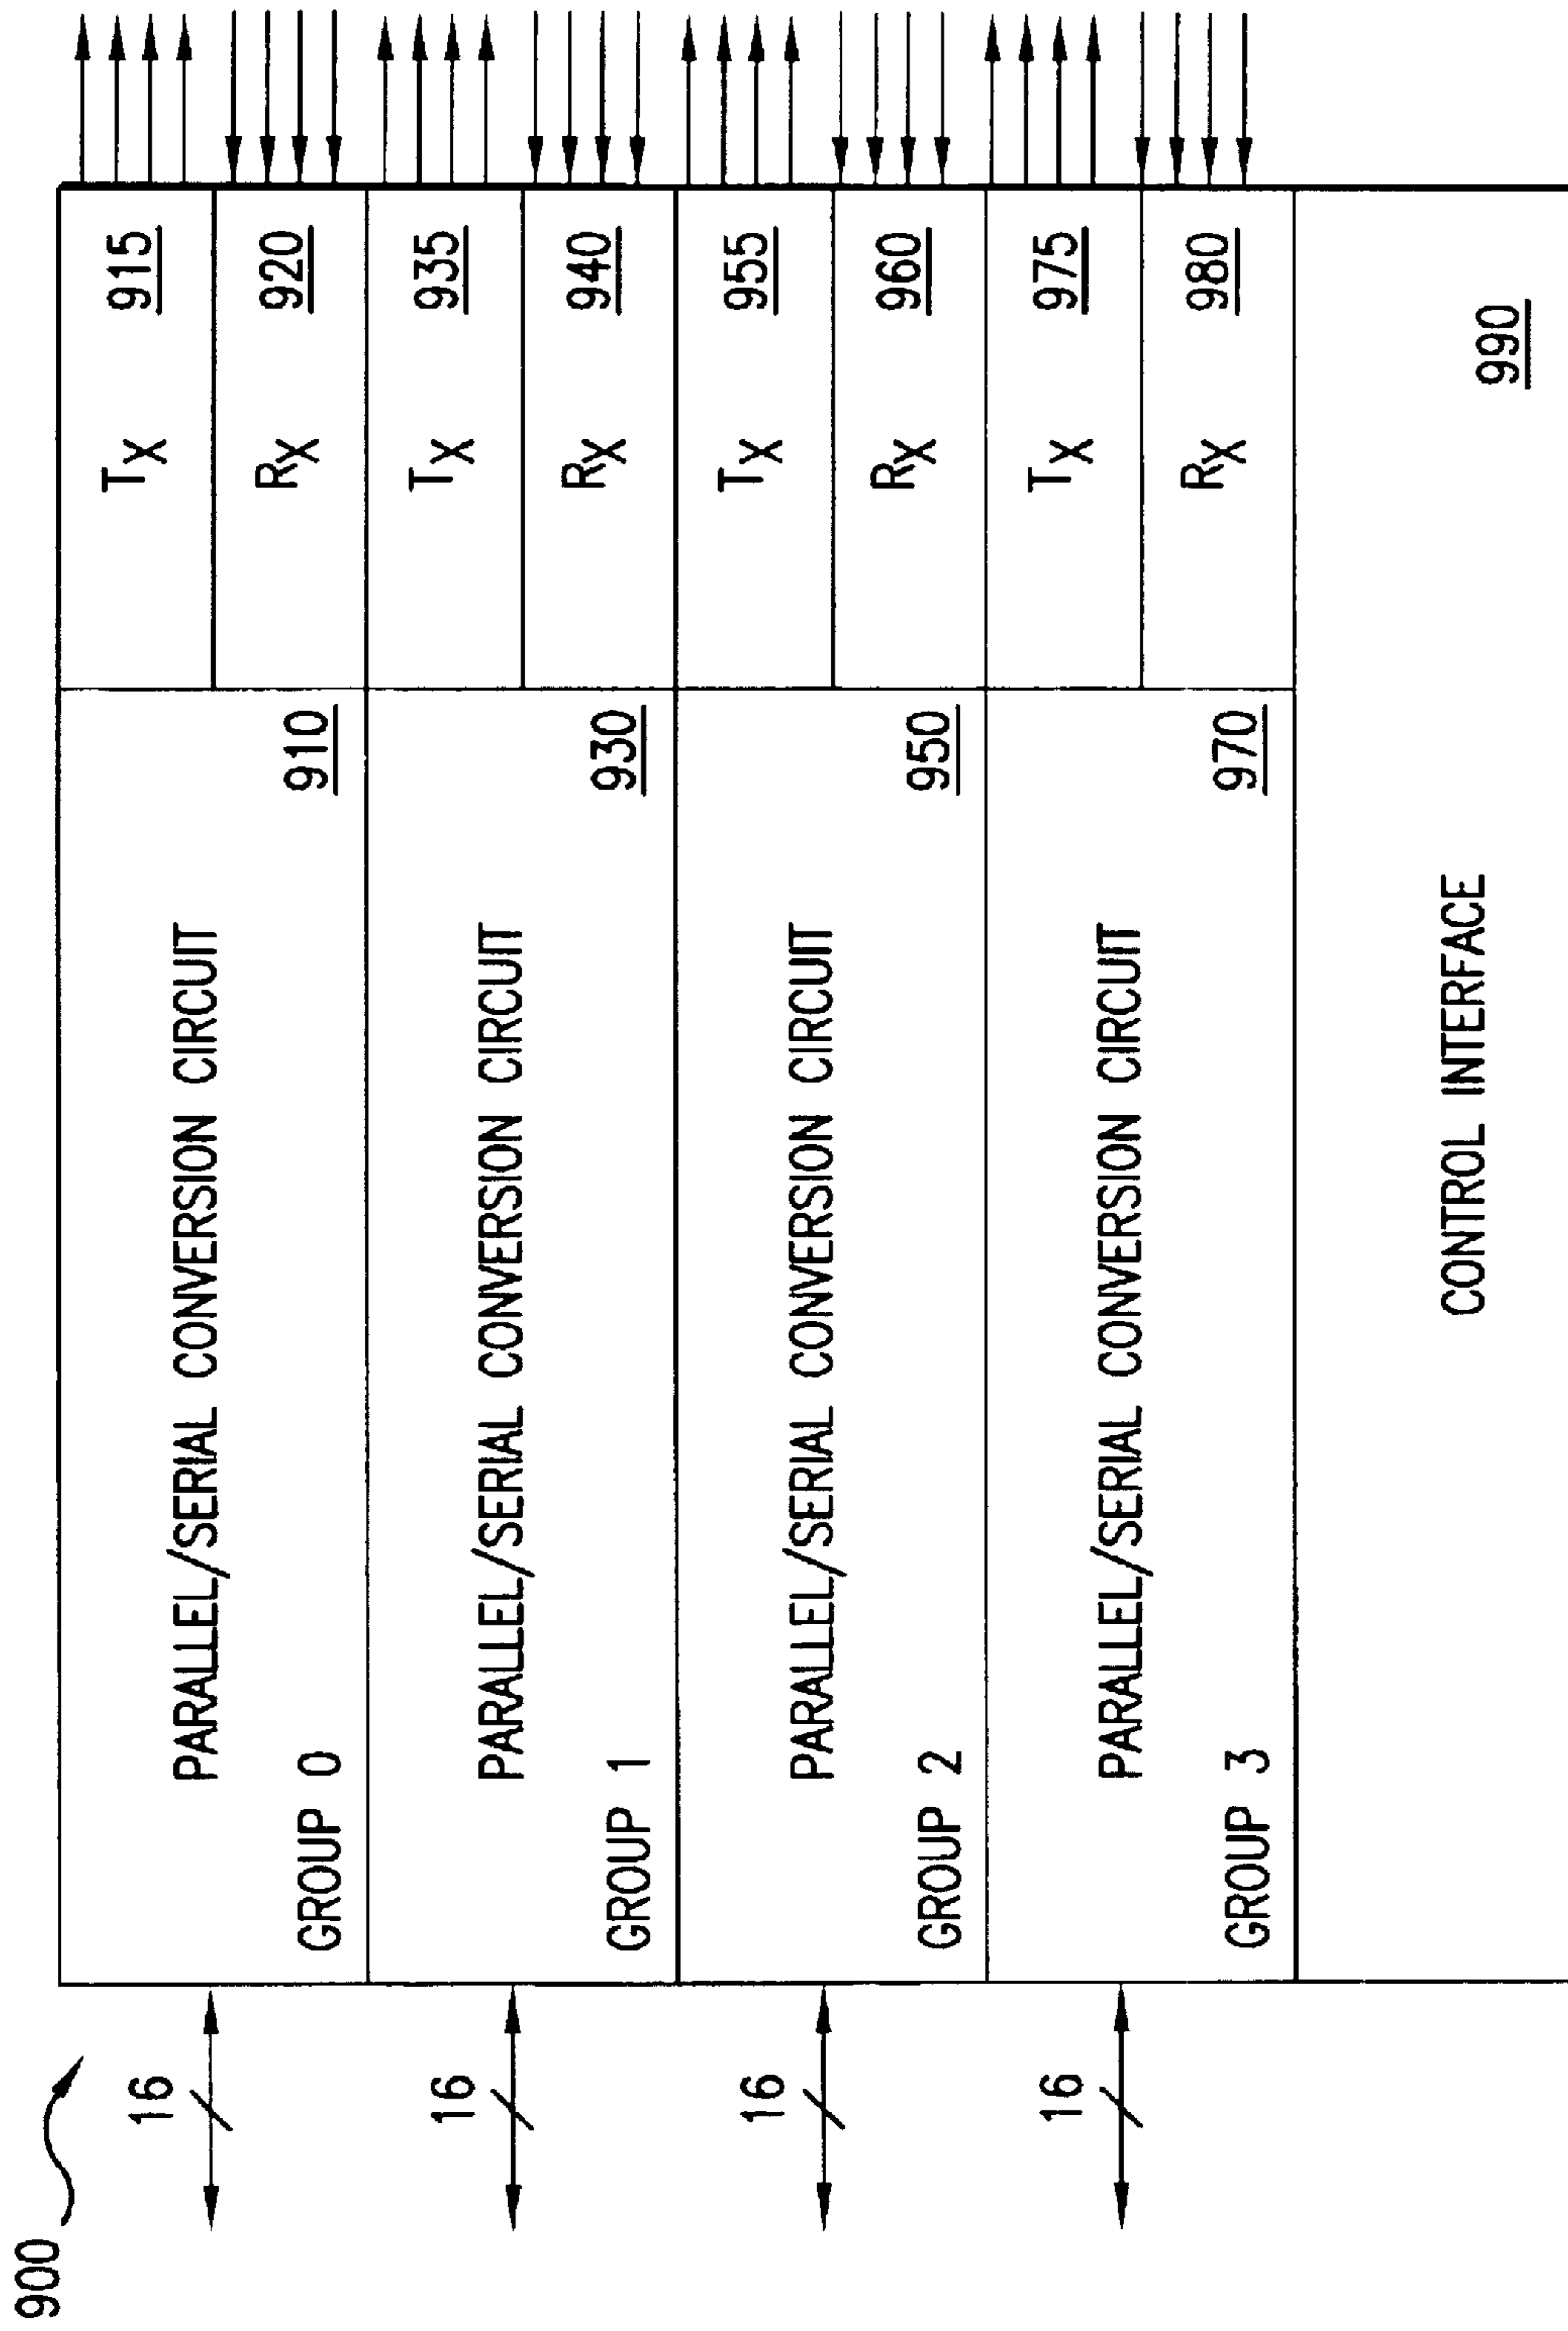 900
16
PARALLEL/SERIAL CONVERSION CIRCUIT
GROUP 0
910
TX
915
RX
920
16
PARALLEL/SERIAL CONVERSION CIRCUIT
GROUP 1
930
TX
935
RX
940
16
PARALLEL/SERIAL CONVERSION CIRCUIT
GROUP 2
950
TX
955
RX
960
16
PARALLEL/SERIAL CONVERSION CIRCUIT
GROUP 3
970
TX
975
RX
980
CONTROL INTERFACE
990